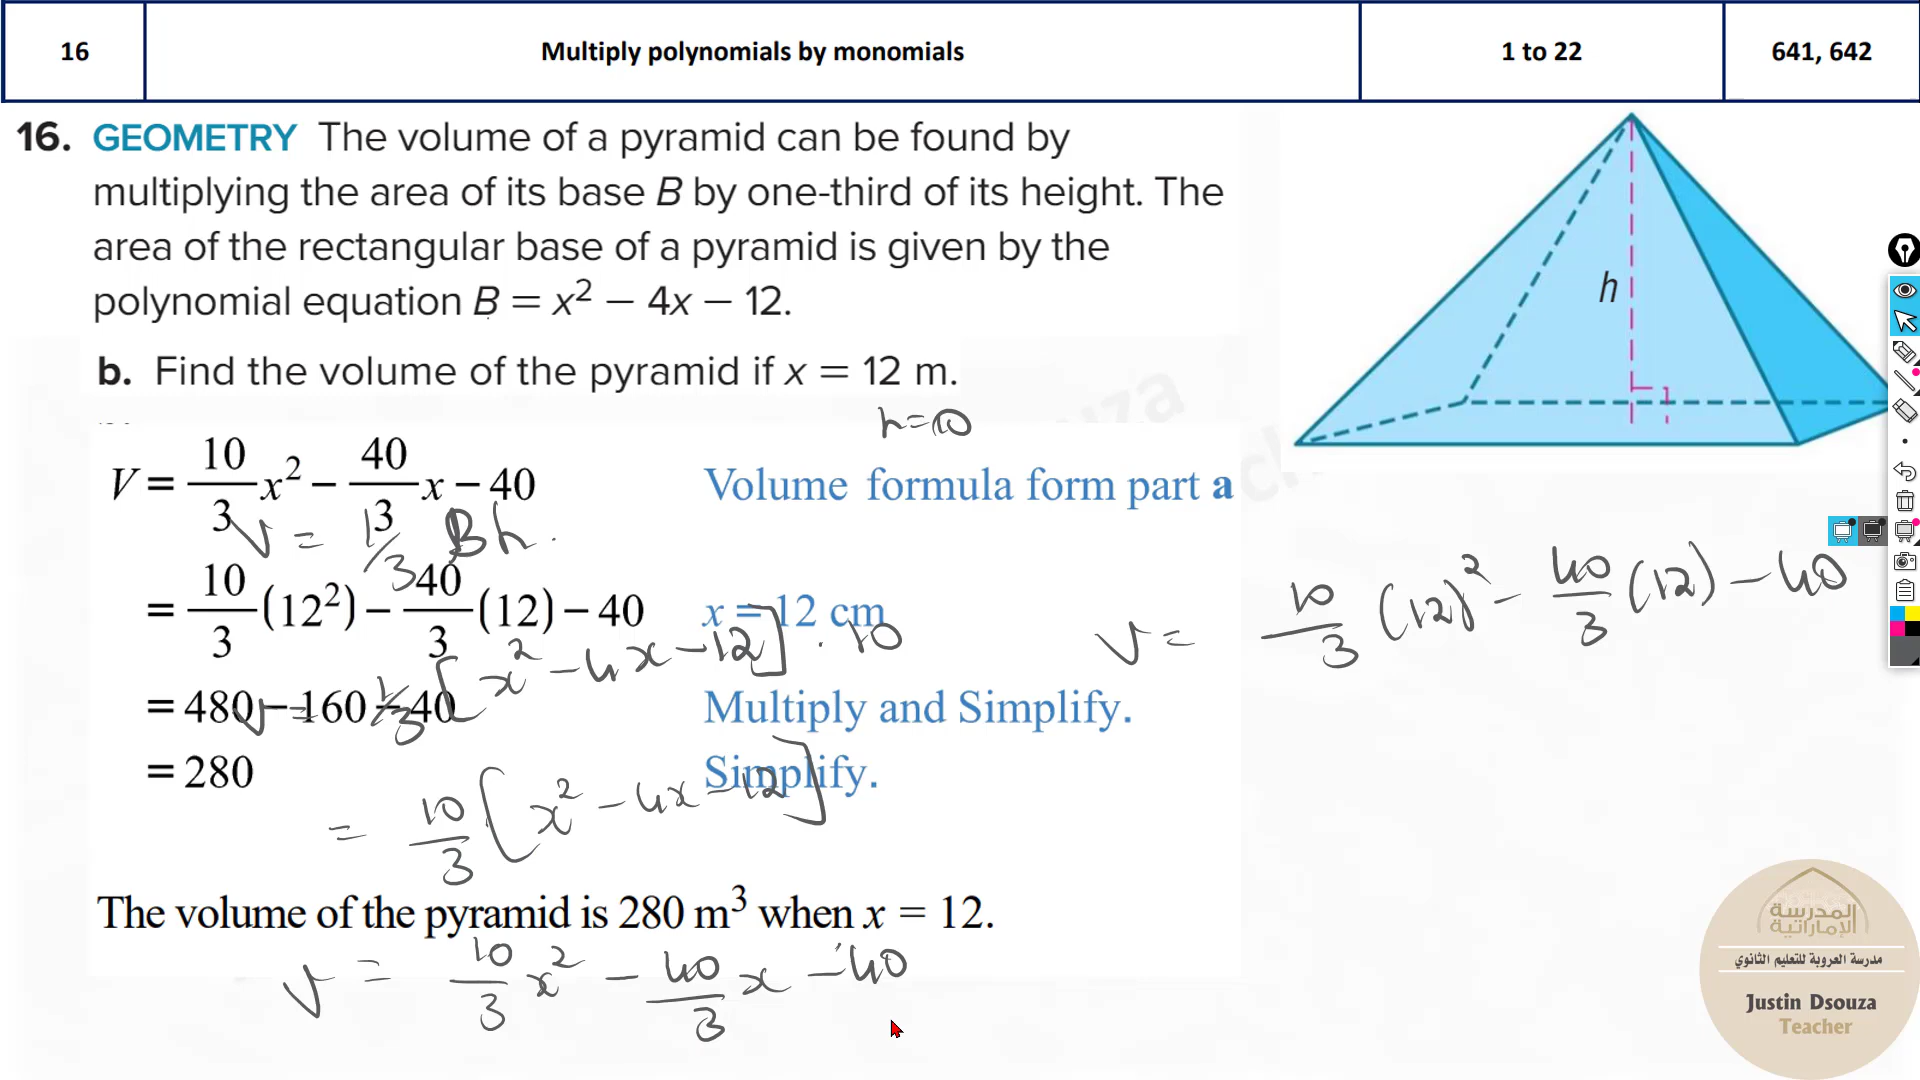 16 Multiply polynomials by monomials 1 to 22 641, 642
16. GEOMETRY The volume of a pyramid can be found by
multiplying the area of its base B by one-third of its height. The
area of the rectangular base of a pyramid is given by the
polynomial equation B = x² − 4x − 12.
h
b. Find the volume of the pyramid if x = 12 m.
h=10
V = 10/3 x² − 40/3 x − 40 Volume formula form part a
V = 1/3 Bh.
= 10/3 (12²) − 40/3 (12) − 40 x = 12 cm
V = 10/3 (12)² − 40/3 (12) − 40
V = 1/3 [x² − 4x − 12] · 10
= 480 − 160 − 40 Multiply and Simplify.
= 280 Simplify.
= 10/3 [x² − 4x − 12]
The volume of the pyramid is 280 m³ when x = 12.
V = 10/3 x² − 40/3 x − 40
المدرسة
الإماراتية
مدرسة العروبة للتعليم الثانوي
Justin Dsouza
Teacher